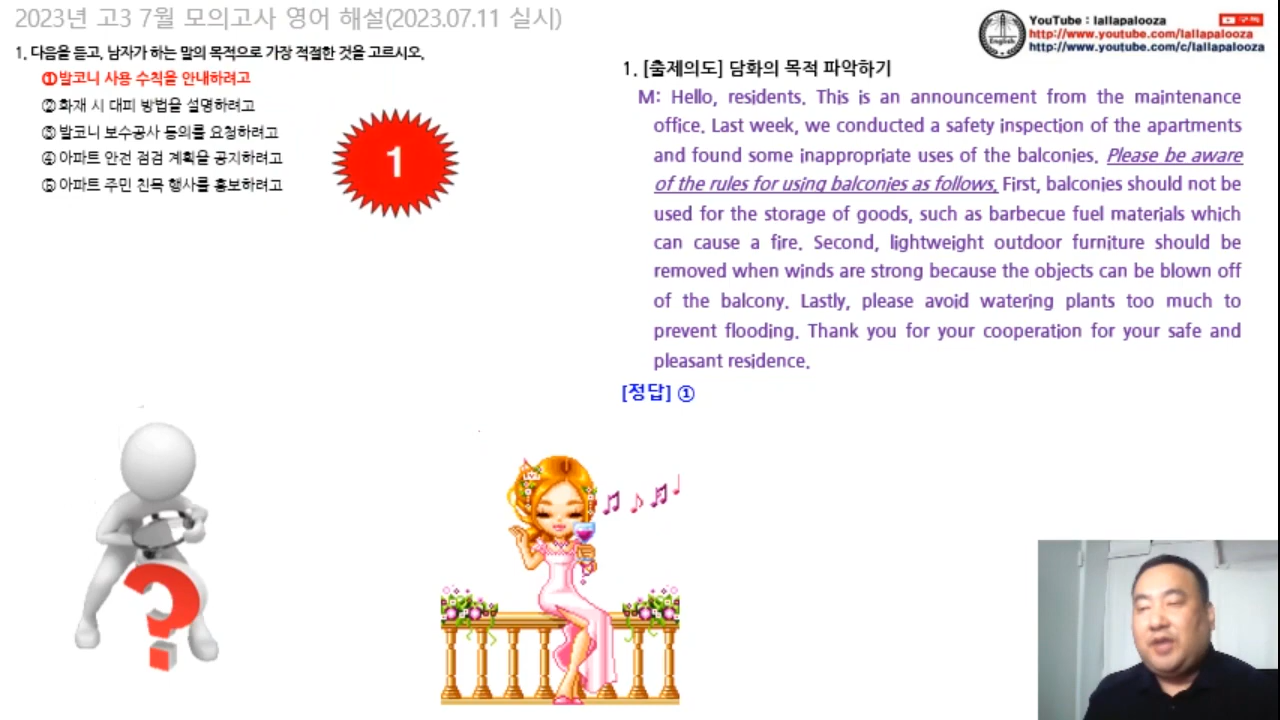 2023년 고3 7월 모의고사 영어 해설(2023.07.11 실시)
1. 다음을 듣고, 남자가 하는 말의 목적으로 가장 적절한 것을 고르시오.
①발코니 사용 수칙을 안내하려고
② 화재 시 대피 방법을 설명하려고
③ 발코니 보수공사 동의를 요청하려고
④ 아파트 안전 점검 계획을 공지하려고
⑤ 아파트 주민 친목 행사를 홍보하려고
1
English
YouTube : lallapalooza
구독
http://www.youtube.com/lallapalooza
http://www.youtube.com/c/lallapalooza
1. [출제의도] 담화의 목적 파악하기
M: Hello, residents. This is an announcement from the maintenance
office. Last week, we conducted a safety inspection of the apartments
and found some inappropriate uses of the balconies. Please be aware
of the rules for using balconies as follows. First, balconies should not be
used for the storage of goods, such as barbecue fuel materials which
can cause a fire. Second, lightweight outdoor furniture should be
removed when winds are strong because the objects can be blown off
of the balcony. Lastly, please avoid watering plants too much to
prevent flooding. Thank you for your cooperation for your safe and
pleasant residence.
[정답] ①